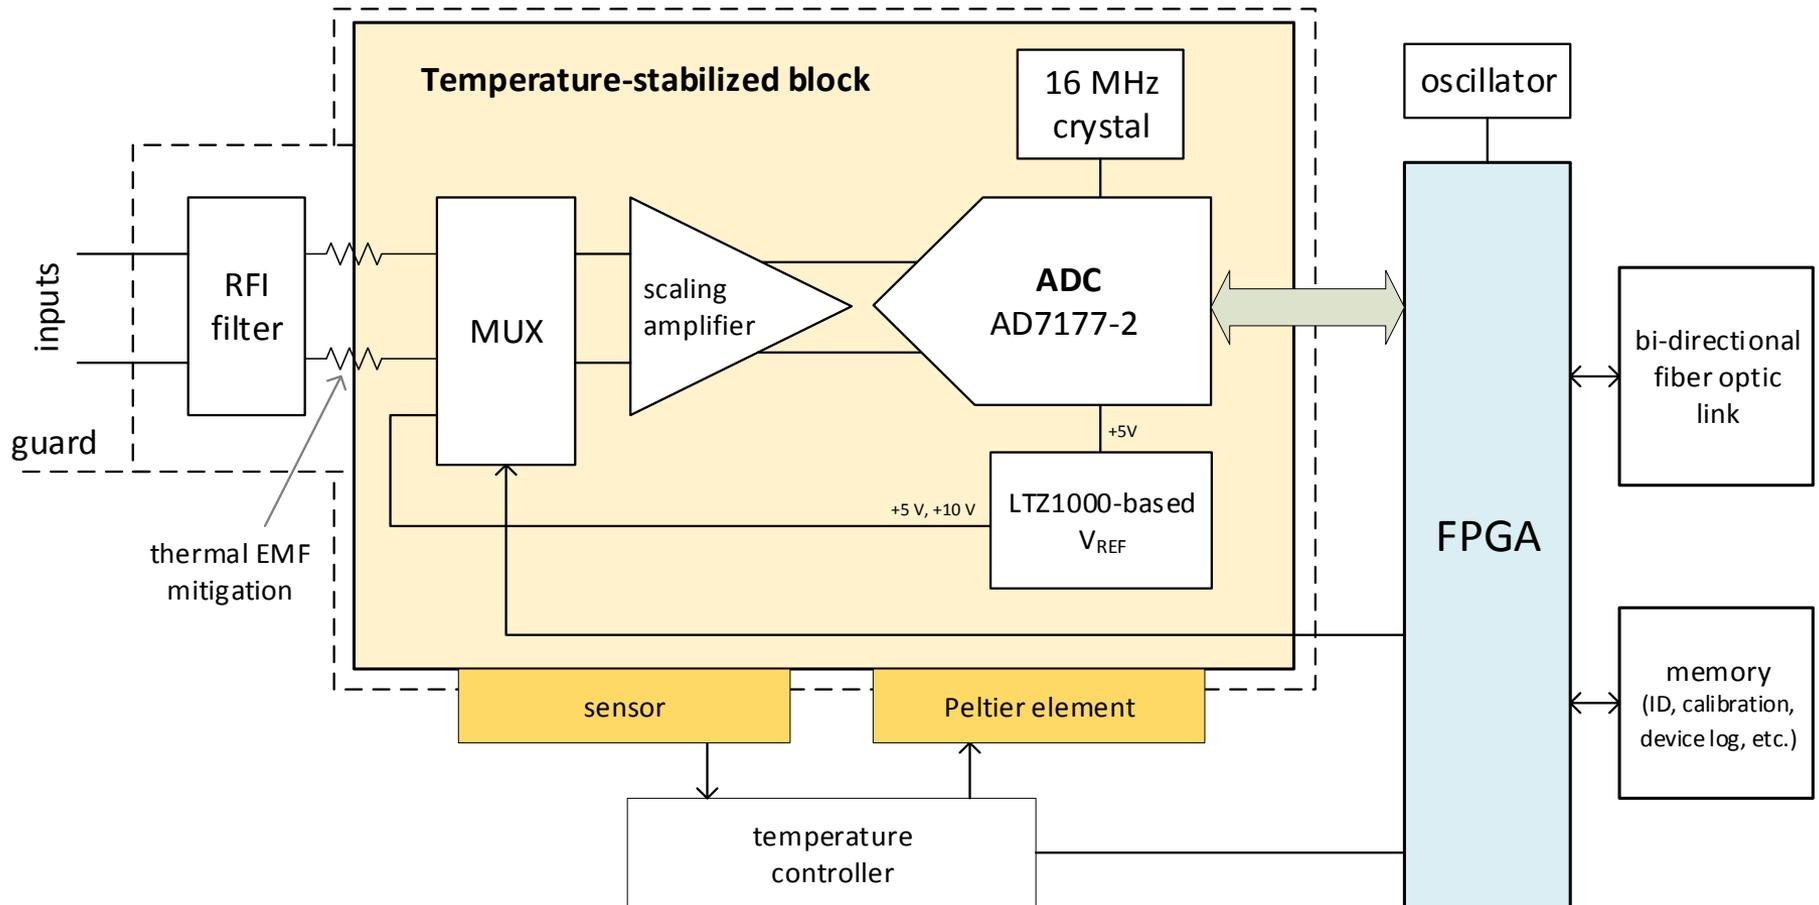 Temperature-stabilized block
16 MHz
crystal
oscillator
inputs
RFI
filter
MUX
scaling
amplifier
ADC
AD7177-2
bi-directional
fiber optic
link
guard
+5V
+5 V, +10 V
LTZ1000-based
VREF
FPGA
thermal EMF
mitigation
memory
(ID, calibration,
device log, etc.)
sensor
Peltier element
temperature
controller